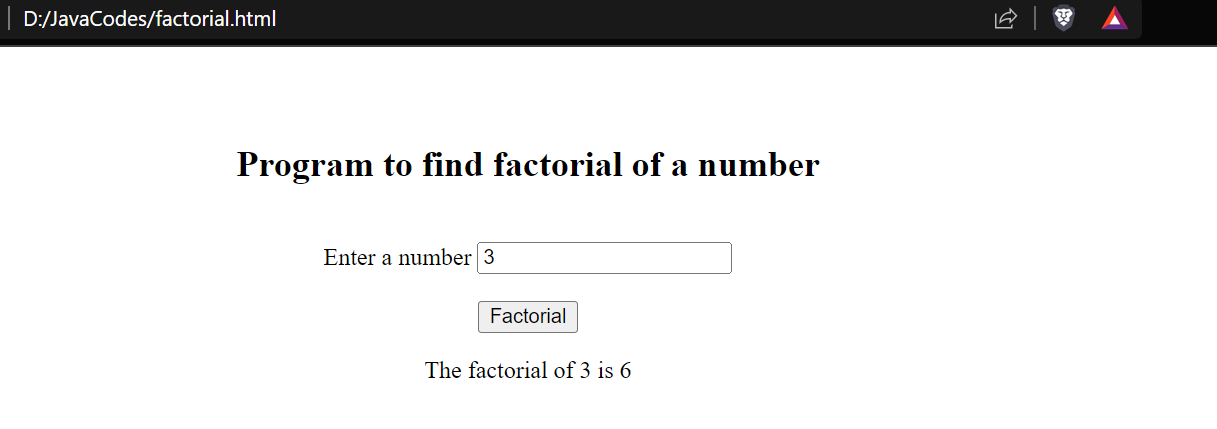 D:/JavaCodes/factorial.html
Program to find factorial of a number
Enter a number 3
Factorial
The factorial of 3 is 6